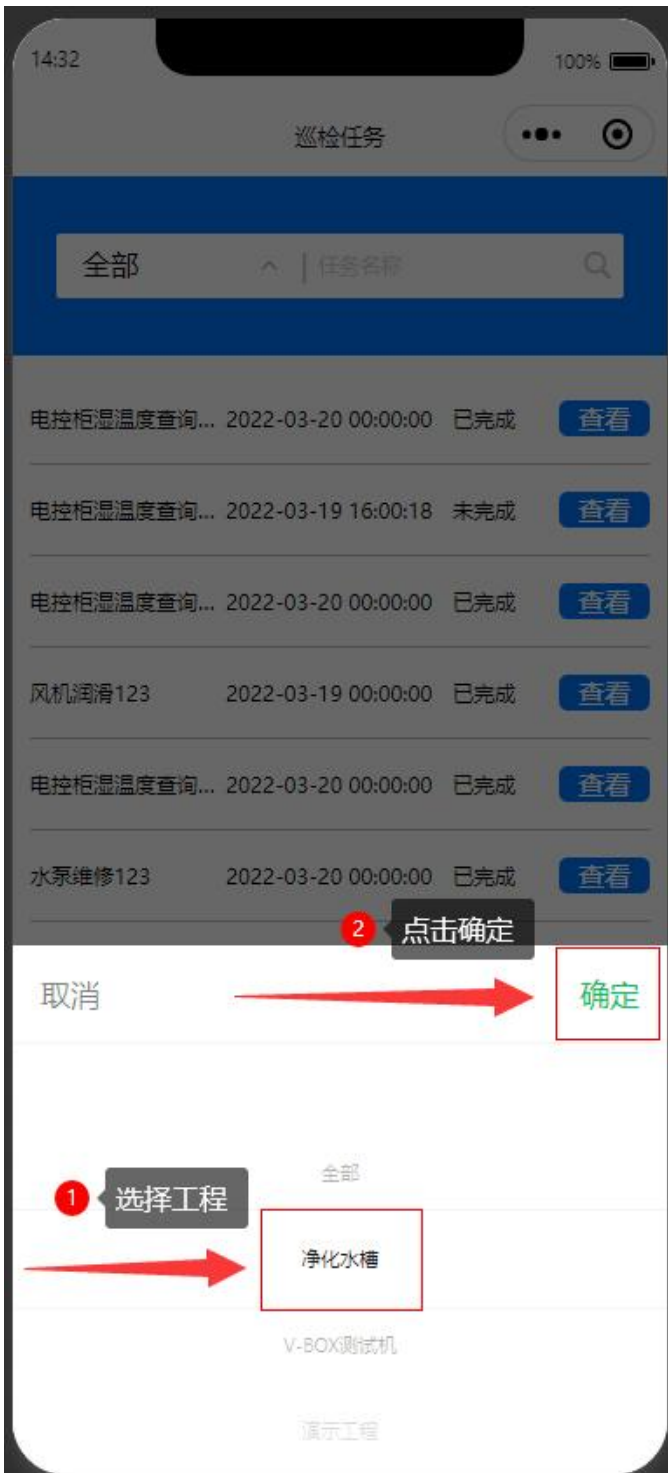 14:32 100%
巡检任务
全部 任务名称
电控柜湿温度查询... 2022-03-20 00:00:00 已完成 查看
电控柜湿温度查询... 2022-03-19 16:00:18 未完成 查看
电控柜湿温度查询... 2022-03-20 00:00:00 已完成 查看
风机润滑123 2022-03-19 00:00:00 已完成 查看
电控柜湿温度查询... 2022-03-20 00:00:00 已完成 查看
水泵维修123 2022-03-20 00:00:00 已完成 查看
2 点击确定
取消 确定
全部
1 选择工程
净化水槽
V-BOX测试机
演示工程